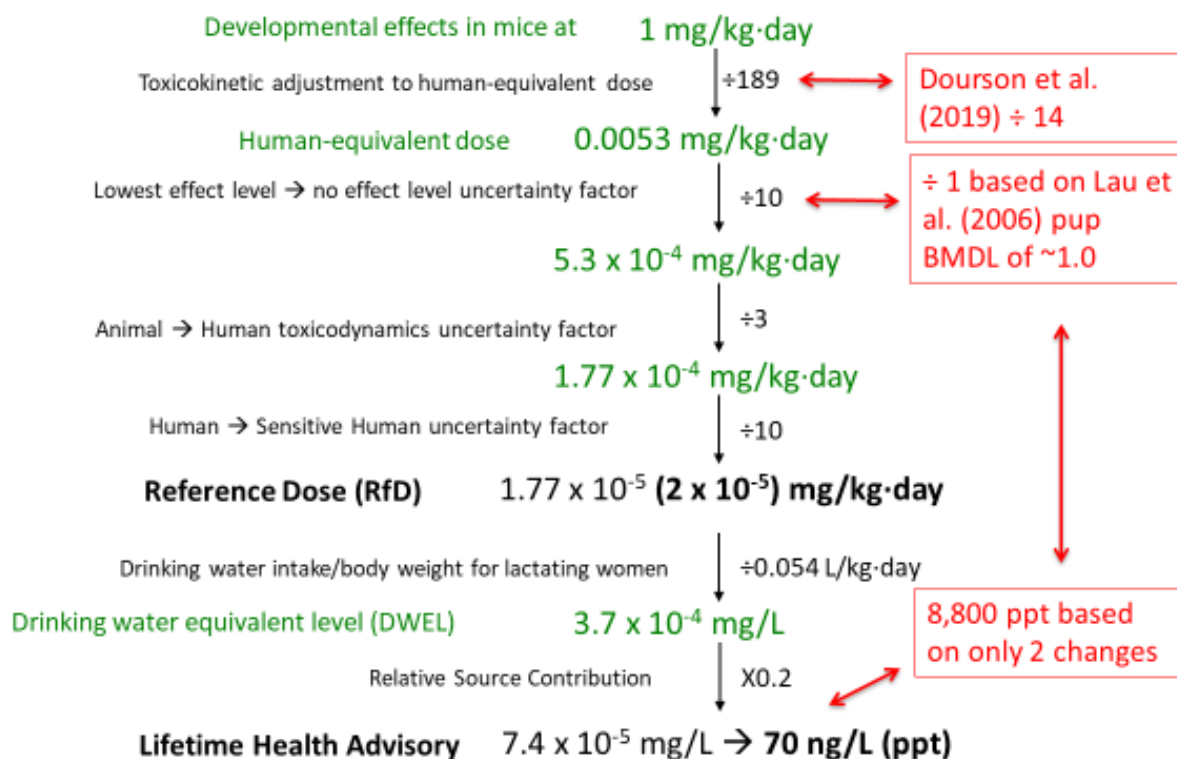 Developmental effects in mice at 1 mg/kg·day
Toxicokinetic adjustment to human-equivalent dose ÷189
Dourson et al.
(2019) ÷ 14
Human-equivalent dose 0.0053 mg/kg·day
Lowest effect level → no effect level uncertainty factor ÷10
÷ 1 based on Lau et
al. (2006) pup
BMDL of ~1.0
5.3 x 10⁻⁴ mg/kg·day
Animal → Human toxicodynamics uncertainty factor ÷3
1.77 x 10⁻⁴ mg/kg·day
Human → Sensitive Human uncertainty factor ÷10
Reference Dose (RfD) 1.77 x 10⁻⁵ (2 x 10⁻⁵) mg/kg·day
Drinking water intake/body weight for lactating women ÷0.054 L/kg·day
Drinking water equivalent level (DWEL) 3.7 x 10⁻⁴ mg/L
8,800 ppt based
on only 2 changes
Relative Source Contribution X0.2
Lifetime Health Advisory 7.4 x 10⁻⁵ mg/L → 70 ng/L (ppt)